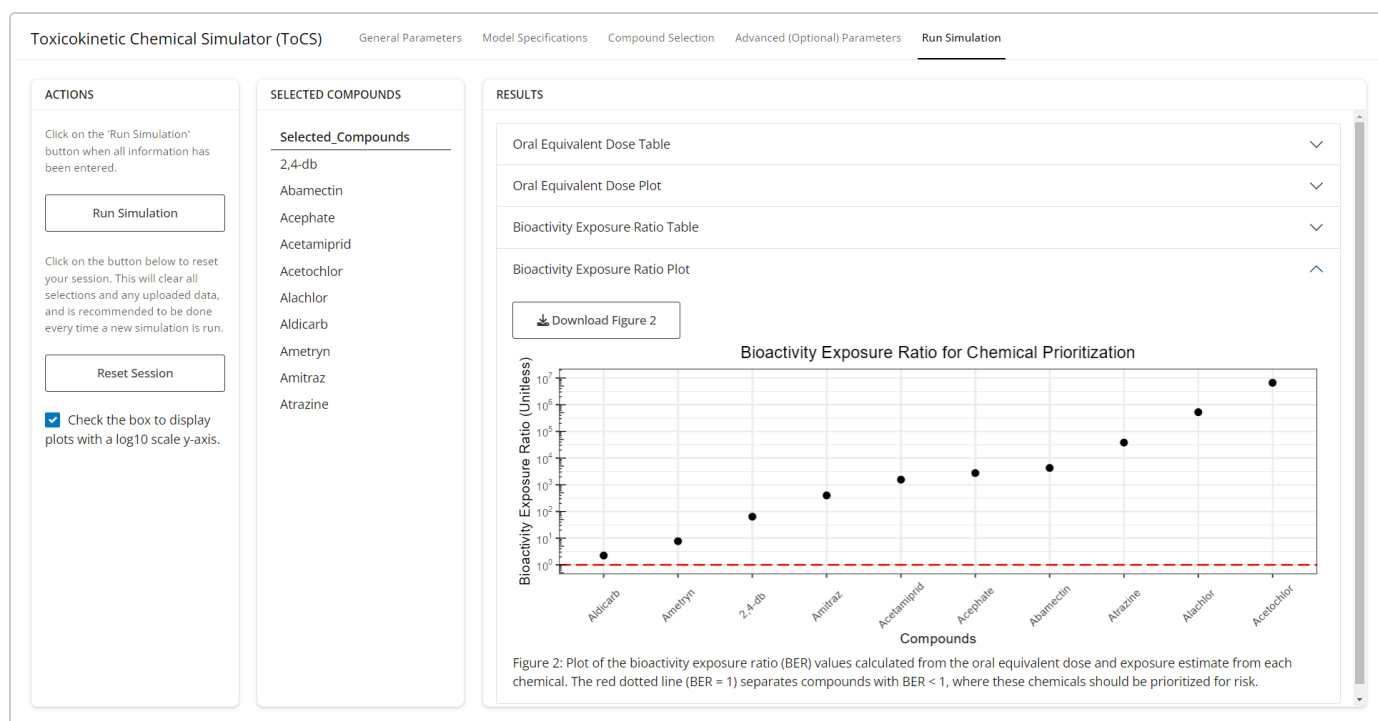 Toxicokinetic Chemical Simulator (ToCS)
General Parameters
Model Specifications
Compound Selection
Advanced (Optional) Parameters
Run Simulation
ACTIONS
Click on the 'Run Simulation'
button when all information has
been entered.
Run Simulation
Click on the button below to reset
your session. This will clear all
selections and any uploaded data,
and is recommended to be done
every time a new simulation is run.
Reset Session
Check the box to display
plots with a log10 scale y-axis.
SELECTED COMPOUNDS
Selected_Compounds
2,4-db
Abamectin
Acephate
Acetamiprid
Acetochlor
Alachlor
Aldicarb
Ametryn
Amitraz
Atrazine
RESULTS
Oral Equivalent Dose Table
Oral Equivalent Dose Plot
Bioactivity Exposure Ratio Table
Bioactivity Exposure Ratio Plot
Download Figure 2
Bioactivity Exposure Ratio for Chemical Prioritization
Bioactivity Exposure Ratio (Unitless)
10⁷
10⁶
10⁵
10⁴
10³
10²
10¹
10⁰
Aldicarb
Ametryn
2,4-db
Amitraz
Acetamiprid
Acephate
Abamectin
Atrazine
Alachlor
Acetochlor
Compounds
Figure 2: Plot of the bioactivity exposure ratio (BER) values calculated from the oral equivalent dose and exposure estimate from each
chemical. The red dotted line (BER = 1) separates compounds with BER < 1, where these chemicals should be prioritized for risk.